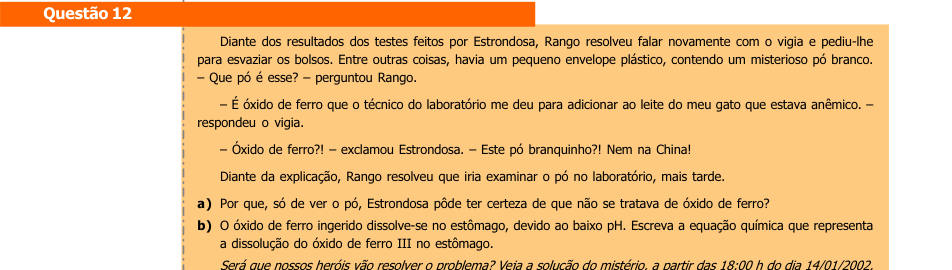 Questão 12
Diante dos resultados dos testes feitos por Estrondosa, Rango resolveu falar novamente com o vigia e pediu-lhe
para esvaziar os bolsos. Entre outras coisas, havia um pequeno envelope plástico, contendo um misterioso pó branco.
– Que pó é esse? – perguntou Rango.
– É óxido de ferro que o técnico do laboratório me deu para adicionar ao leite do meu gato que estava anêmico. –
respondeu o vigia.
– Óxido de ferro?! – exclamou Estrondosa. – Este pó branquinho?! Nem na China!
Diante da explicação, Rango resolveu que iria examinar o pó no laboratório, mais tarde.
a) Por que, só de ver o pó, Estrondosa pôde ter certeza de que não se tratava de óxido de ferro?
b) O óxido de ferro ingerido dissolve-se no estômago, devido ao baixo pH. Escreva a equação química que representa
a dissolução do óxido de ferro III no estômago.
Será que nossos heróis vão resolver o problema? Veja a solução do mistério, a partir das 18:00 h do dia 14/01/2002.